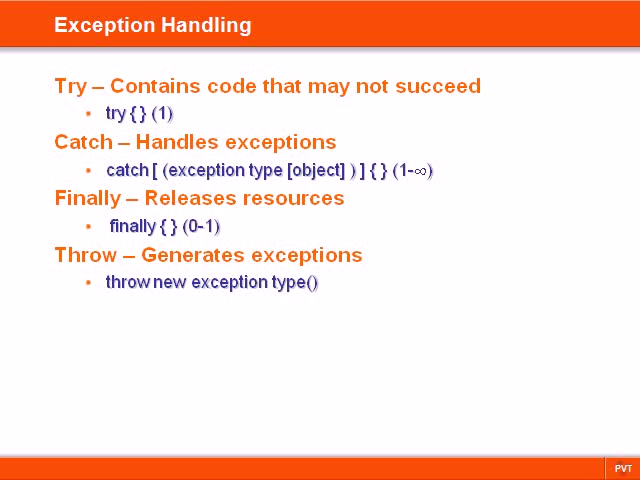 Exception Handling
Try – Contains code that may not succeed
• try { } (1)
Catch – Handles exceptions
• catch [ (exception type [object] ) ] { } (1-∞)
Finally – Releases resources
• finally { } (0-1)
Throw – Generates exceptions
• throw new exception type()
PVT